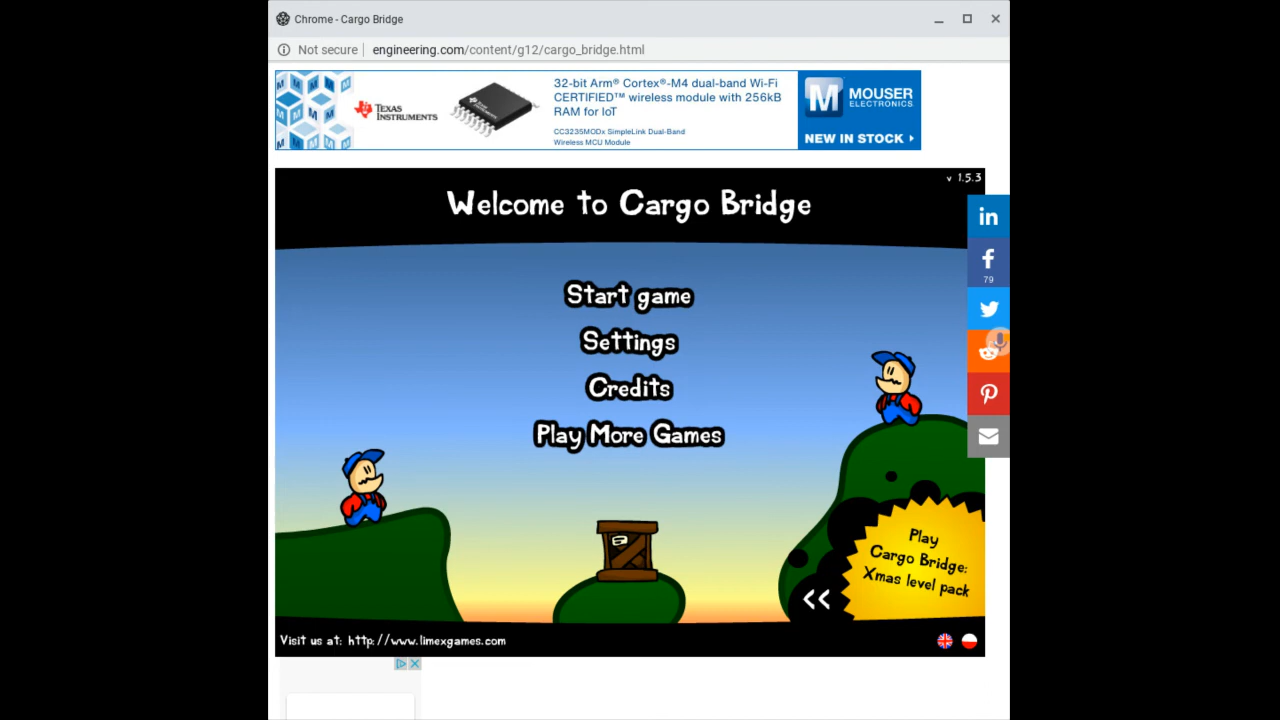 Chrome - Cargo Bridge
Not secure engineering.com/content/g12/cargo_bridge.html
TEXAS INSTRUMENTS
32-bit Arm® Cortex®-M4 dual-band Wi-Fi
CERTIFIED™ wireless module with 256kB
RAM for IoT
CC3235MODx SimpleLink Dual-Band
Wireless MCU Module
M MOUSER
ELECTRONICS
NEW IN STOCK
v 1.5.3
Welcome to Cargo Bridge
in
f
79
Start game
Settings
Credits
Play More Games
Play
Cargo Bridge:
Xmas level pack
<<
Visit us at: http://www.limexgames.com